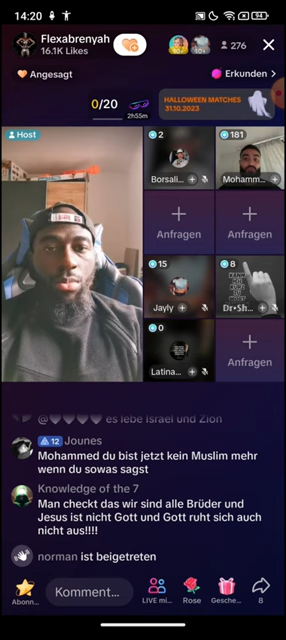 14:20
94
Flexabrenyah
16.1K Likes
276
Angesagt
Erkunden
0/20
2h55m
HALLOWEEN MATCHES
31.10.2023
Host
2
Borsali...
181
Mohamm...
Anfragen
Anfragen
15
Jayly
8
Dr•Sh...
0
Latina...
Anfragen
es lebe Israel und Zion
12 Jounes
Mohammed du bist jetzt kein Muslim mehr
wenn du sowas sagst
Knowledge of the 7
Man checkt das wir sind alle Brüder und
Jesus ist nicht Gott und Gott ruht sich auch
nicht aus!!!!
norman ist beigetreten
Abonn...
Komment...
LIVE mi...
Rose
Gesche...
8